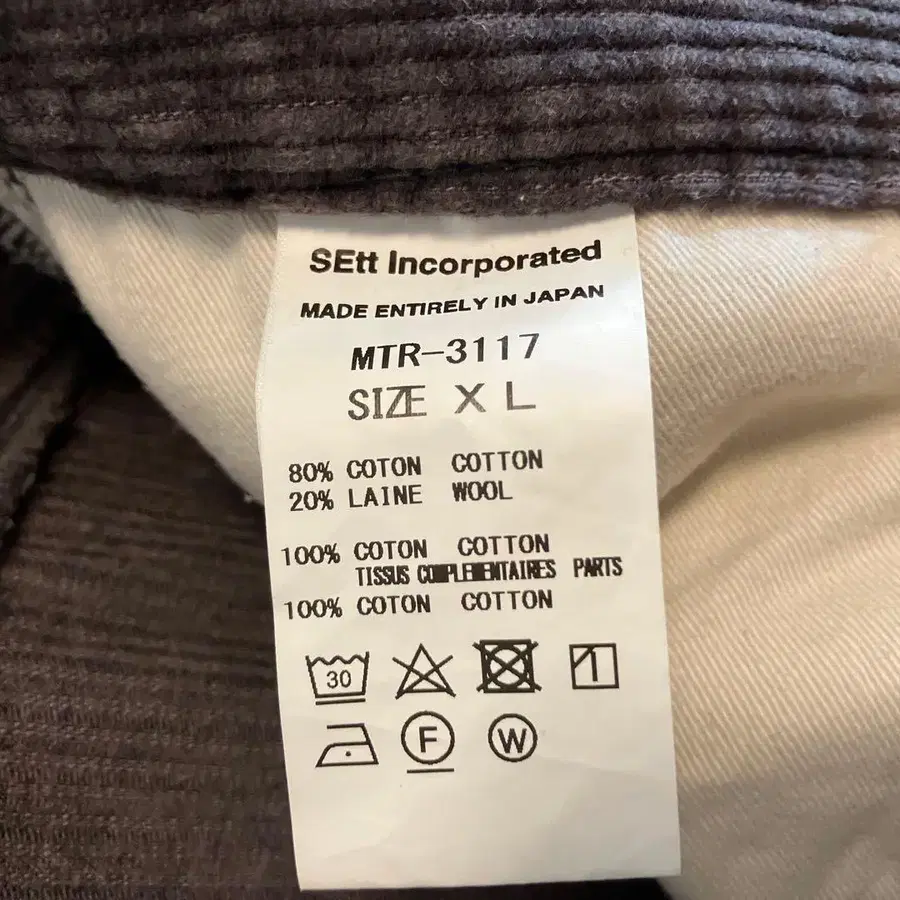 SEtt Incorporated
MADE ENTIRELY IN JAPAN
MTR-3117
SIZE XL
80% COTON COTTON
20% LAINE WOOL
100% COTON COTTON
TISSUS COMPLEMENTAIRES PARTS
100% COTON COTTON
30
F W